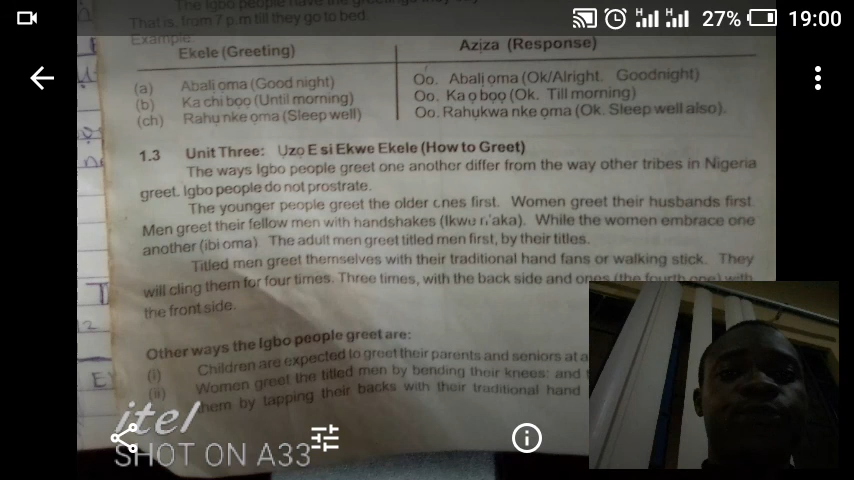 27% 19:00
The Igbo people have
That is, from 7 p.m till they go to bed.
Example
Ekele (Greeting) Aziza (Response)
(a) Abalị ọma (Good night) Oo. Abalị ọma (Ok/Alright. Goodnight)
(b) Ka chi bọọ (Until morning) Oo. Ka ọ bọọ (Ok. Till morning)
(ch) Rahụ nke ọma (Sleep well) Oo. Rahụkwa nke ọma (Ok. Sleep well also).
1.3 Unit Three: Ụzọ E si Ekwe Ekele (How to Greet)
The ways Igbo people greet one another differ from the way other tribes in Nigeria
greet. Igbo people do not prostrate.
The younger people greet the older ones first. Women greet their husbands first.
Men greet their fellow men with handshakes (Ikwu n'aka). While the women embrace one
another (ibi oma). The adult men greet titled men first, by their titles.
Titled men greet themselves with their traditional hand fans or walking stick. They
will cling them for four times. Three times, with the back side and ones (the fourth one) with
the front side.
Other ways the Igbo people greet are:
(i) Children are expected to greet their parents and seniors at a
(ii) Women greet the titled men by bending their knees: and
them by tapping their backs with their traditional hand
itel
SHOT ON A33